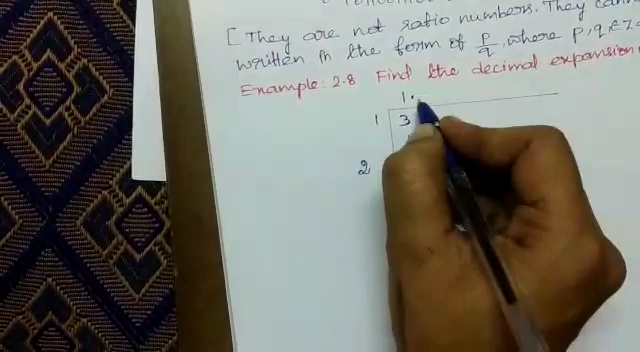 [ They are not ratio numbers. They cann
written in the form of p/q, where p, q ∈ Z
Example: 2.8 Find the decimal expansion
1.
1 3
2